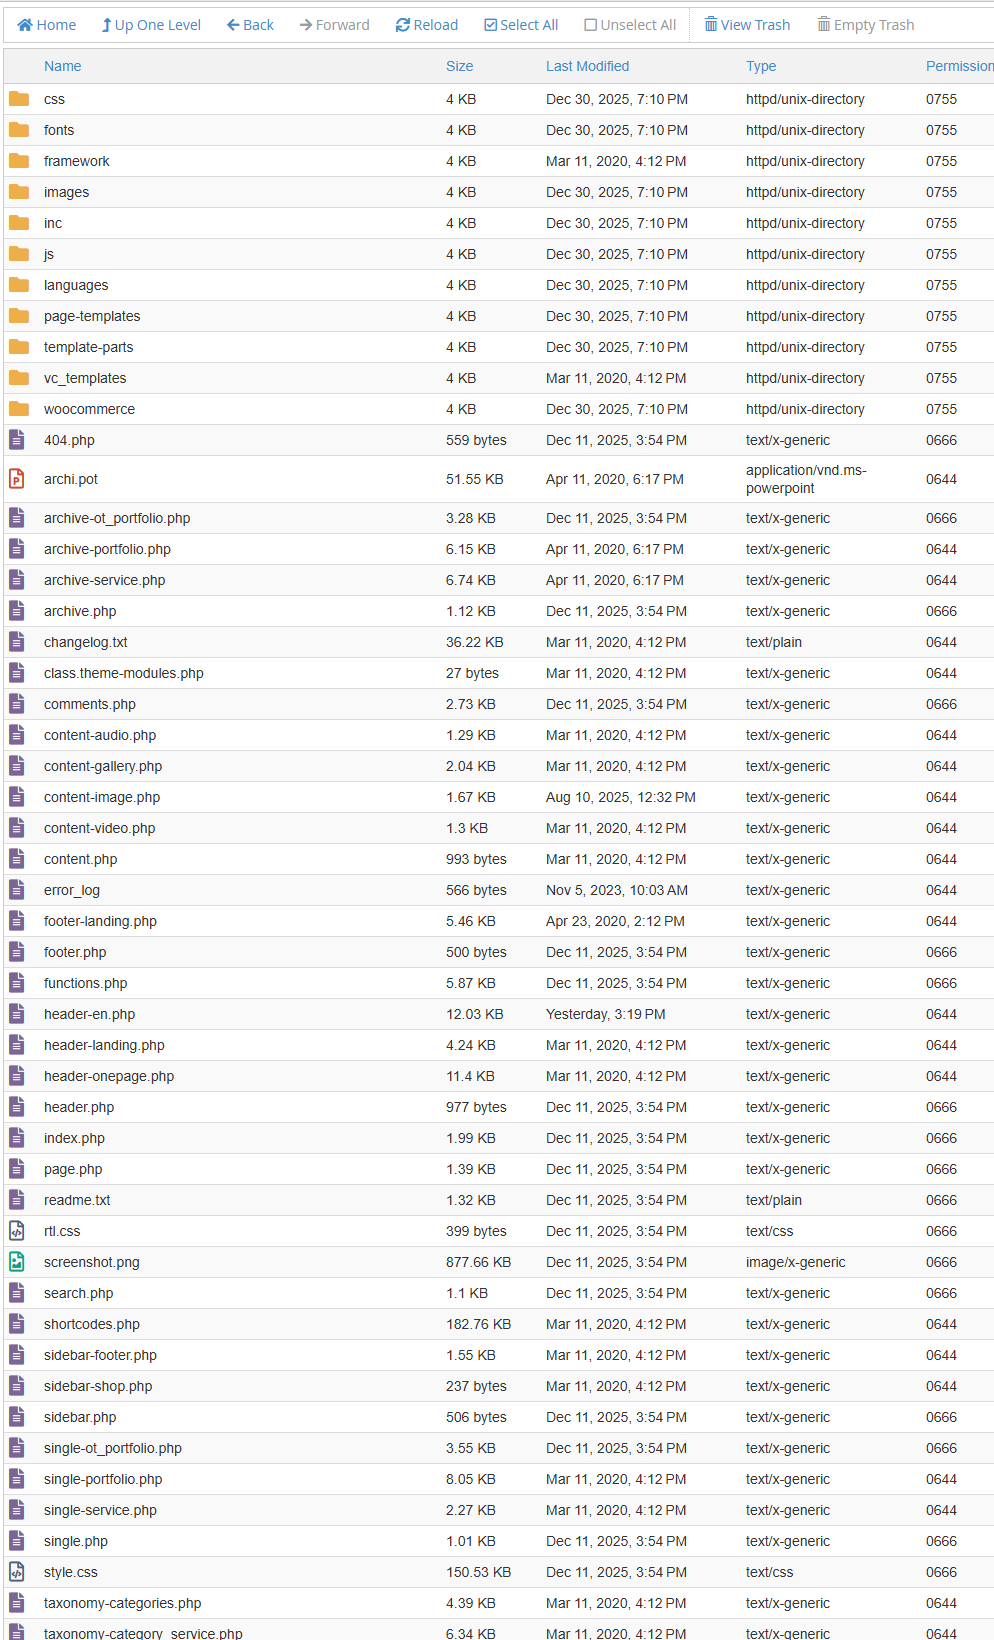 Home Up One Level Back Forward Reload Select All Unselect All View Trash Empty Trash
Name Size Last Modified Type Permission
css 4 KB Dec 30, 2025, 7:10 PM httpd/unix-directory 0755
fonts 4 KB Dec 30, 2025, 7:10 PM httpd/unix-directory 0755
framework 4 KB Mar 11, 2020, 4:12 PM httpd/unix-directory 0755
images 4 KB Dec 30, 2025, 7:10 PM httpd/unix-directory 0755
inc 4 KB Dec 30, 2025, 7:10 PM httpd/unix-directory 0755
js 4 KB Dec 30, 2025, 7:10 PM httpd/unix-directory 0755
languages 4 KB Dec 30, 2025, 7:10 PM httpd/unix-directory 0755
page-templates 4 KB Dec 30, 2025, 7:10 PM httpd/unix-directory 0755
template-parts 4 KB Dec 30, 2025, 7:10 PM httpd/unix-directory 0755
vc_templates 4 KB Mar 11, 2020, 4:12 PM httpd/unix-directory 0755
woocommerce 4 KB Dec 30, 2025, 7:10 PM httpd/unix-directory 0755
404.php 559 bytes Dec 11, 2025, 3:54 PM text/x-generic 0666
archi.pot 51.55 KB Apr 11, 2020, 6:17 PM application/vnd.ms-powerpoint 0644
archive-ot_portfolio.php 3.28 KB Dec 11, 2025, 3:54 PM text/x-generic 0666
archive-portfolio.php 6.15 KB Apr 11, 2020, 6:17 PM text/x-generic 0644
archive-service.php 6.74 KB Apr 11, 2020, 6:17 PM text/x-generic 0644
archive.php 1.12 KB Dec 11, 2025, 3:54 PM text/x-generic 0666
changelog.txt 36.22 KB Mar 11, 2020, 4:12 PM text/plain 0644
class.theme-modules.php 27 bytes Mar 11, 2020, 4:12 PM text/x-generic 0644
comments.php 2.73 KB Dec 11, 2025, 3:54 PM text/x-generic 0666
content-audio.php 1.29 KB Mar 11, 2020, 4:12 PM text/x-generic 0644
content-gallery.php 2.04 KB Mar 11, 2020, 4:12 PM text/x-generic 0644
content-image.php 1.67 KB Aug 10, 2025, 12:32 PM text/x-generic 0644
content-video.php 1.3 KB Mar 11, 2020, 4:12 PM text/x-generic 0644
content.php 993 bytes Mar 11, 2020, 4:12 PM text/x-generic 0644
error_log 566 bytes Nov 5, 2023, 10:03 AM text/x-generic 0644
footer-landing.php 5.46 KB Apr 23, 2020, 2:12 PM text/x-generic 0644
footer.php 500 bytes Dec 11, 2025, 3:54 PM text/x-generic 0666
functions.php 5.87 KB Dec 11, 2025, 3:54 PM text/x-generic 0666
header-en.php 12.03 KB Yesterday, 3:19 PM text/x-generic 0644
header-landing.php 4.24 KB Mar 11, 2020, 4:12 PM text/x-generic 0644
header-onepage.php 11.4 KB Mar 11, 2020, 4:12 PM text/x-generic 0644
header.php 977 bytes Dec 11, 2025, 3:54 PM text/x-generic 0666
index.php 1.99 KB Dec 11, 2025, 3:54 PM text/x-generic 0666
page.php 1.39 KB Dec 11, 2025, 3:54 PM text/x-generic 0666
readme.txt 1.32 KB Dec 11, 2025, 3:54 PM text/plain 0666
rtl.css 399 bytes Dec 11, 2025, 3:54 PM text/css 0666
screenshot.png 877.66 KB Dec 11, 2025, 3:54 PM image/x-generic 0666
search.php 1.1 KB Dec 11, 2025, 3:54 PM text/x-generic 0666
shortcodes.php 182.76 KB Mar 11, 2020, 4:12 PM text/x-generic 0644
sidebar-footer.php 1.55 KB Mar 11, 2020, 4:12 PM text/x-generic 0644
sidebar-shop.php 237 bytes Mar 11, 2020, 4:12 PM text/x-generic 0644
sidebar.php 506 bytes Dec 11, 2025, 3:54 PM text/x-generic 0666
single-ot_portfolio.php 3.55 KB Dec 11, 2025, 3:54 PM text/x-generic 0666
single-portfolio.php 8.05 KB Mar 11, 2020, 4:12 PM text/x-generic 0644
single-service.php 2.27 KB Mar 11, 2020, 4:12 PM text/x-generic 0644
single.php 1.01 KB Dec 11, 2025, 3:54 PM text/x-generic 0666
style.css 150.53 KB Dec 11, 2025, 3:54 PM text/css 0666
taxonomy-categories.php 4.39 KB Mar 11, 2020, 4:12 PM text/x-generic 0644
taxonomy-category_service.php 6.34 KB Mar 11, 2020, 4:12 PM text/x-generic 0644